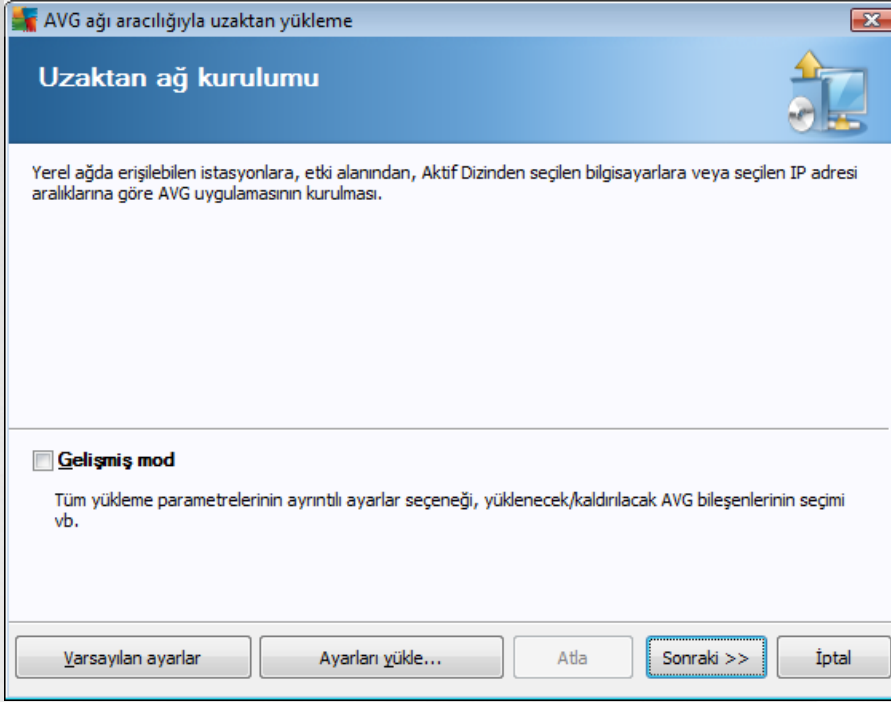 AVG ağı aracılığıyla uzaktan yükleme
Uzaktan ağ kurulumu
Yerel ağda erişilebilen istasyonlara, etki alanından, Aktif Dizinden seçilen bilgisayarlara veya seçilen IP adresi
aralıklarına göre AVG uygulamasının kurulması.
Gelişmiş mod
Tüm yükleme parametrelerinin ayrıntılı ayarlar seçeneği, yüklenecek/kaldırılacak AVG bileşenlerinin seçimi
vb.
Varsayılan ayarlar
Ayarları yükle...
Atla
Sonraki >>
İptal